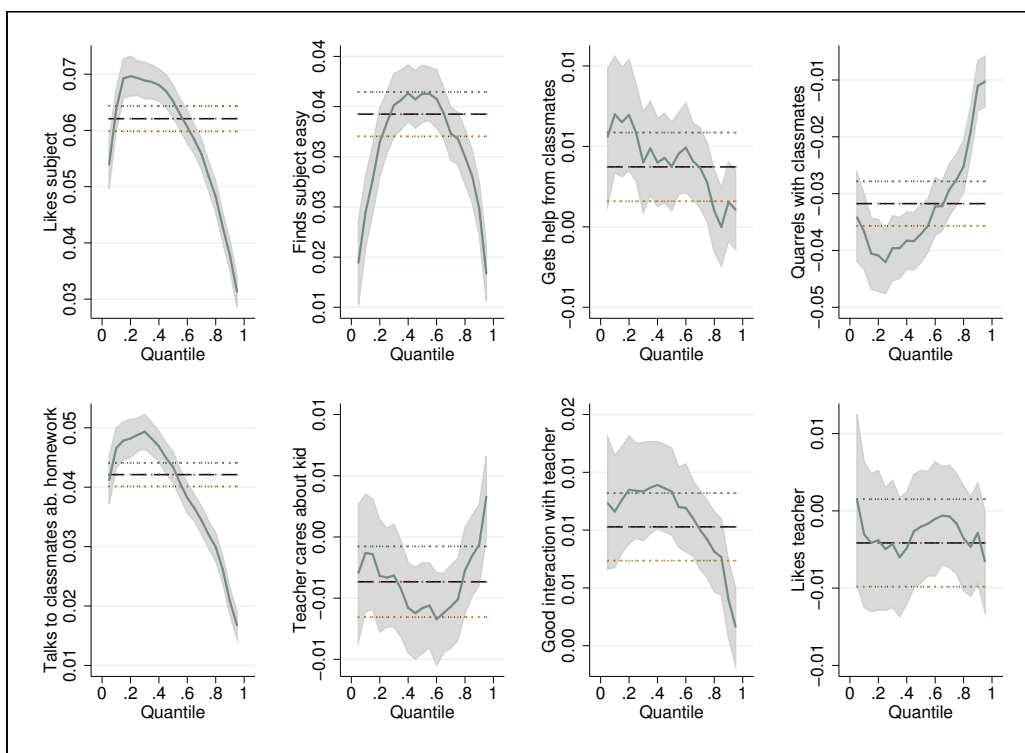 Likes subject
0.07
0.06
0.05
0.04
0.03
0 .2 .4 .6 .8 1
Quantile
Finds subject easy
0.04
0.04
0.03
0.03
0.02
0.01
0 .2 .4 .6 .8 1
Quantile
Gets help from classmates
0.01
0.01
0.00
−0.01
0 .2 .4 .6 .8 1
Quantile
Quarrels with classmates
−0.01
−0.02
−0.03
−0.04
−0.05
0 .2 .4 .6 .8 1
Quantile
Talks to classmates ab. homework
0.05
0.04
0.03
0.02
0.01
0 .2 .4 .6 .8 1
Quantile
Teacher cares about kid
0.01
0.01
0.00
−0.01
−0.01
0 .2 .4 .6 .8 1
Quantile
Good interaction with teacher
0.02
0.01
0.01
0.01
0.00
0 .2 .4 .6 .8 1
Quantile
Likes teacher
0.01
0.00
−0.01
−0.01
0 .2 .4 .6 .8 1
Quantile